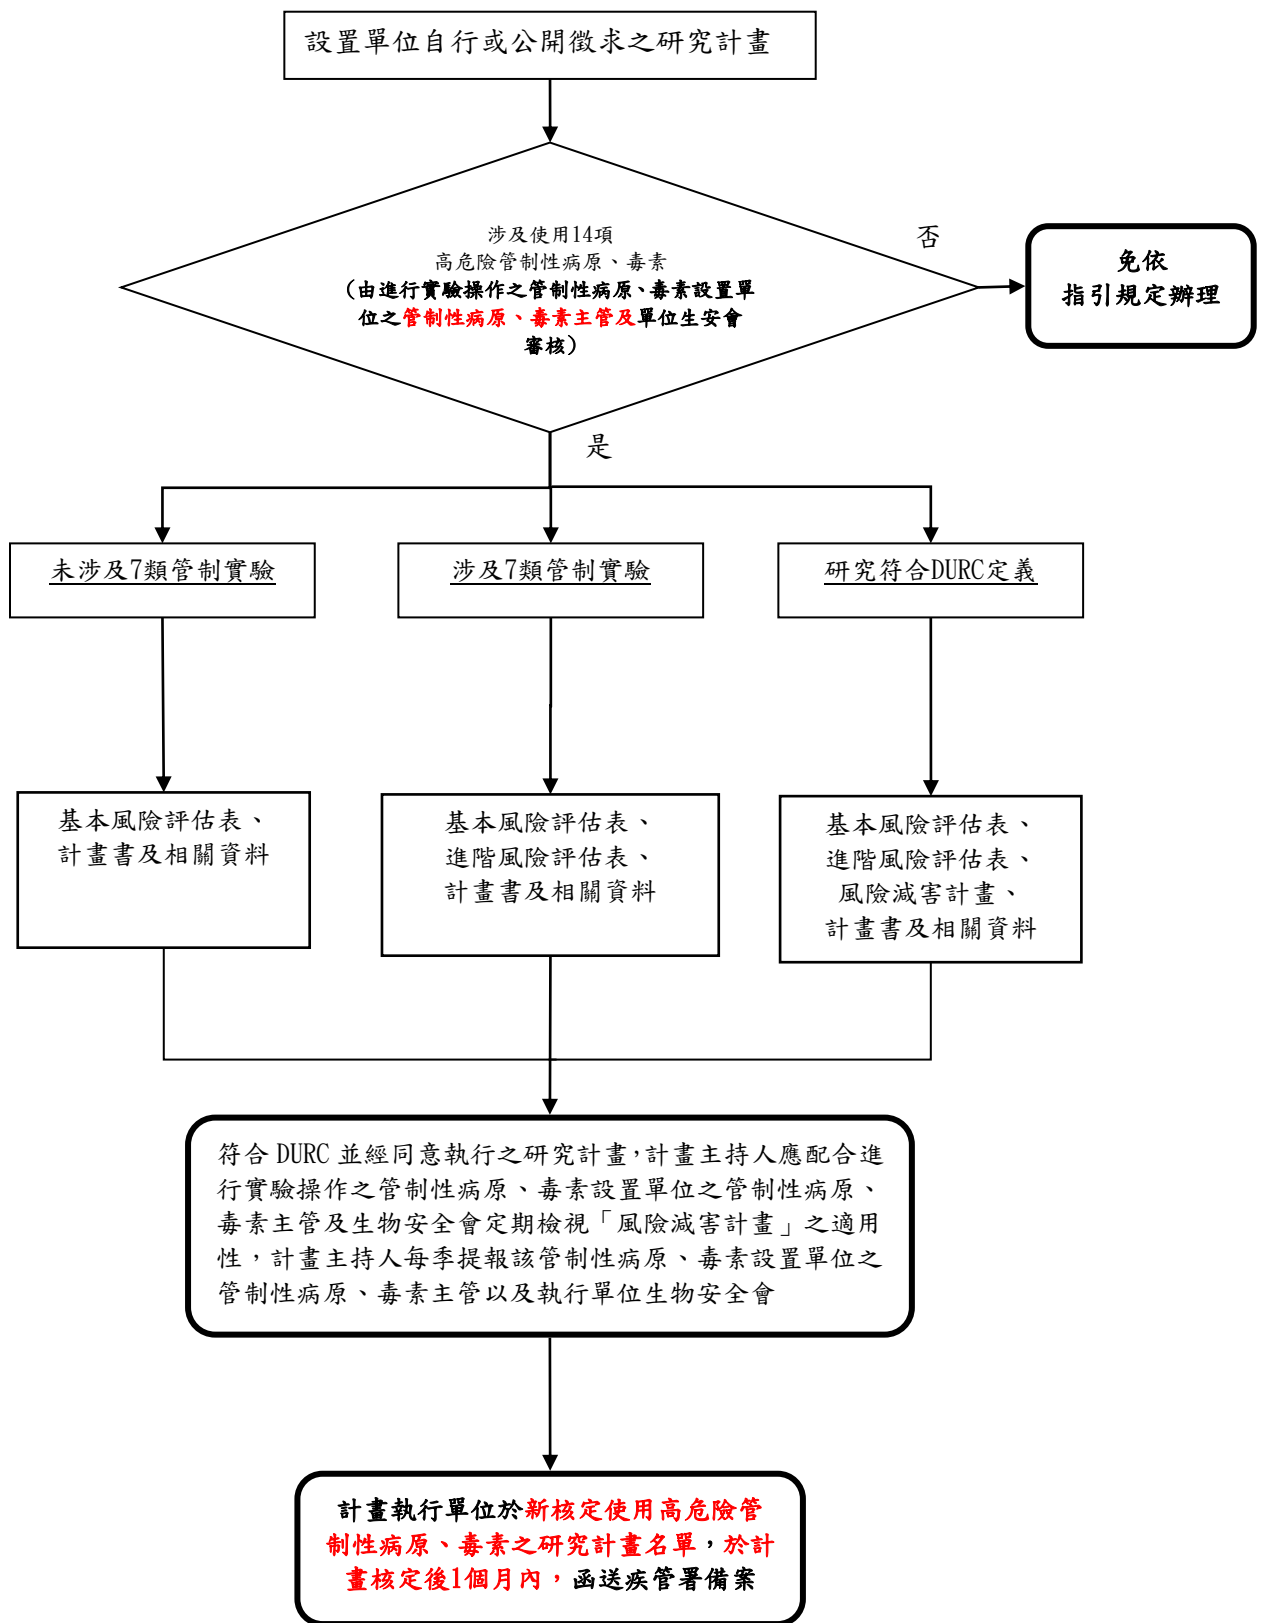 設置單位自行或公開徵求之研究計畫
涉及使用14項
高危險管制性病原、毒素
(由進行實驗操作之管制性病原、毒素設置單
位之管制性病原、毒素主管及單位生安會
審核)
否
免依
指引規定辦理
是
未涉及7類管制實驗
涉及7類管制實驗
研究符合DURC定義
基本風險評估表、
計畫書及相關資料
基本風險評估表、
進階風險評估表、
計畫書及相關資料
基本風險評估表、
進階風險評估表、
風險減害計畫、
計畫書及相關資料
符合 DURC 並經同意執行之研究計畫,計畫主持人應配合進
行實驗操作之管制性病原、毒素設置單位之管制性病原、
毒素主管及生物安全會定期檢視「風險減害計畫」之適用
性，計畫主持人每季提報該管制性病原、毒素設置單位之
管制性病原、毒素主管以及執行單位生物安全會
計畫執行單位於新核定使用高危險管
制性病原、毒素之研究計畫名單，於計
畫核定後1個月內，函送疾管署備案